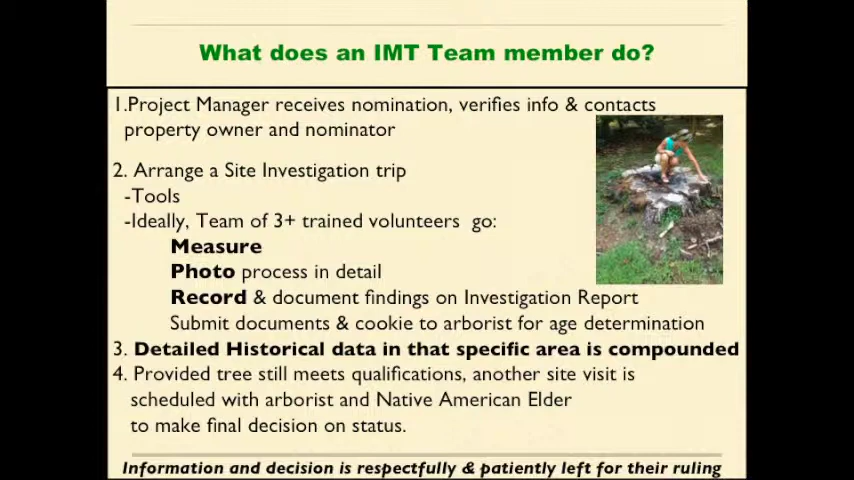 What does an IMT Team member do?
1.Project Manager receives nomination, verifies info & contacts
property owner and nominator
2. Arrange a Site Investigation trip
-Tools
-Ideally, Team of 3+ trained volunteers go:
Measure
Photo process in detail
Record & document findings on Investigation Report
Submit documents & cookie to arborist for age determination
3. Detailed Historical data in that specific area is compounded
4. Provided tree still meets qualifications, another site visit is
scheduled with arborist and Native American Elder
to make final decision on status.
Information and decision is respectfully & patiently left for their ruling